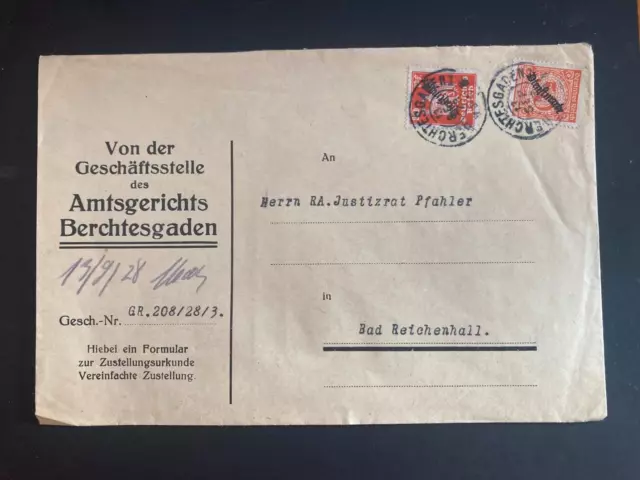 Von der
Geschäftsstelle
des
Amtsgerichts
Berchtesgaden
13/9/28
Gesch.-Nr. GR.208/28/3.
Hiebei ein Formular
zur Zustellungsurkunde
Vereinfachte Zustellung.
BERCHTESGADEN
BERCHTESGADEN
Dienstmarke
An
Herrn RA.Justizrat Pfahler
in
Bad Reichenhall.